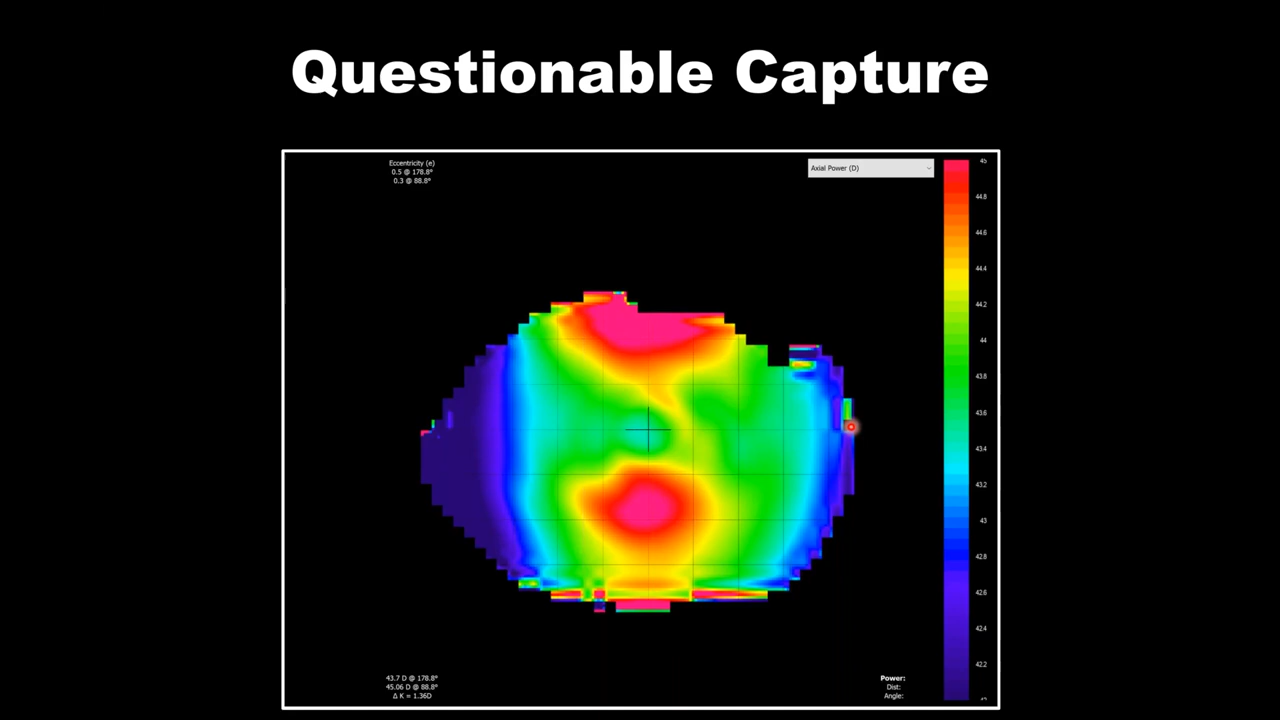 Questionable Capture
Eccentricity (e)
0.5 @ 178.8°
0.3 @ 88.8°
Axial Power (D)
45
44.8
44.6
44.4
44.2
44
43.8
43.6
43.4
43.2
43
42.8
42.6
42.4
42.2
43.7 D @ 178.8°
45.06 D @ 88.8°
Δ K = 1.36D
Power:
Dist:
Angle: